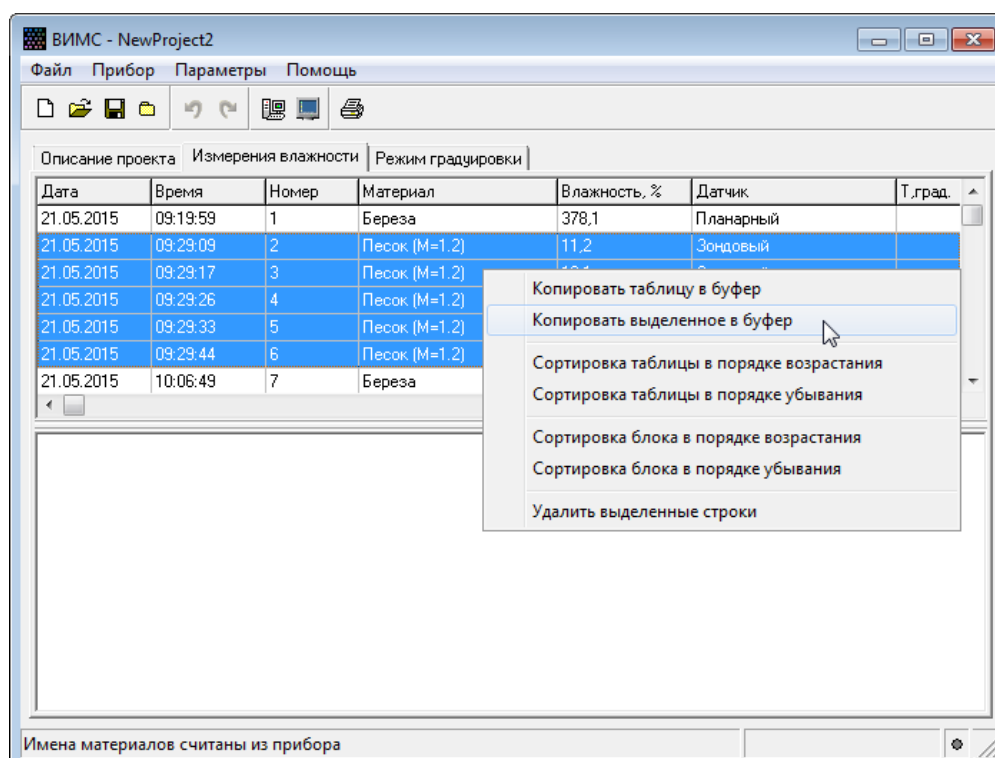 ВИМС - NewProject2
Файл Прибор Параметры Помощь
Описание проекта Измерения влажности Режим градуировки
Дата Время Номер Материал Влажность, % Датчик Т,град.
21.05.2015 09:19:59 1 Береза 378,1 Планарный
21.05.2015 09:29:09 2 Песок (М=1.2) 11,2 Зондовый
21.05.2015 09:29:17 3 Песок (М=1.2)
21.05.2015 09:29:26 4 Песок (М=1.2)
21.05.2015 09:29:33 5 Песок (М=1.2)
21.05.2015 09:29:44 6 Песок (М=1.2)
21.05.2015 10:06:49 7 Береза
Копировать таблицу в буфер
Копировать выделенное в буфер
Сортировка таблицы в порядке возрастания
Сортировка таблицы в порядке убывания
Сортировка блока в порядке возрастания
Сортировка блока в порядке убывания
Удалить выделенные строки
Имена материалов считаны из прибора